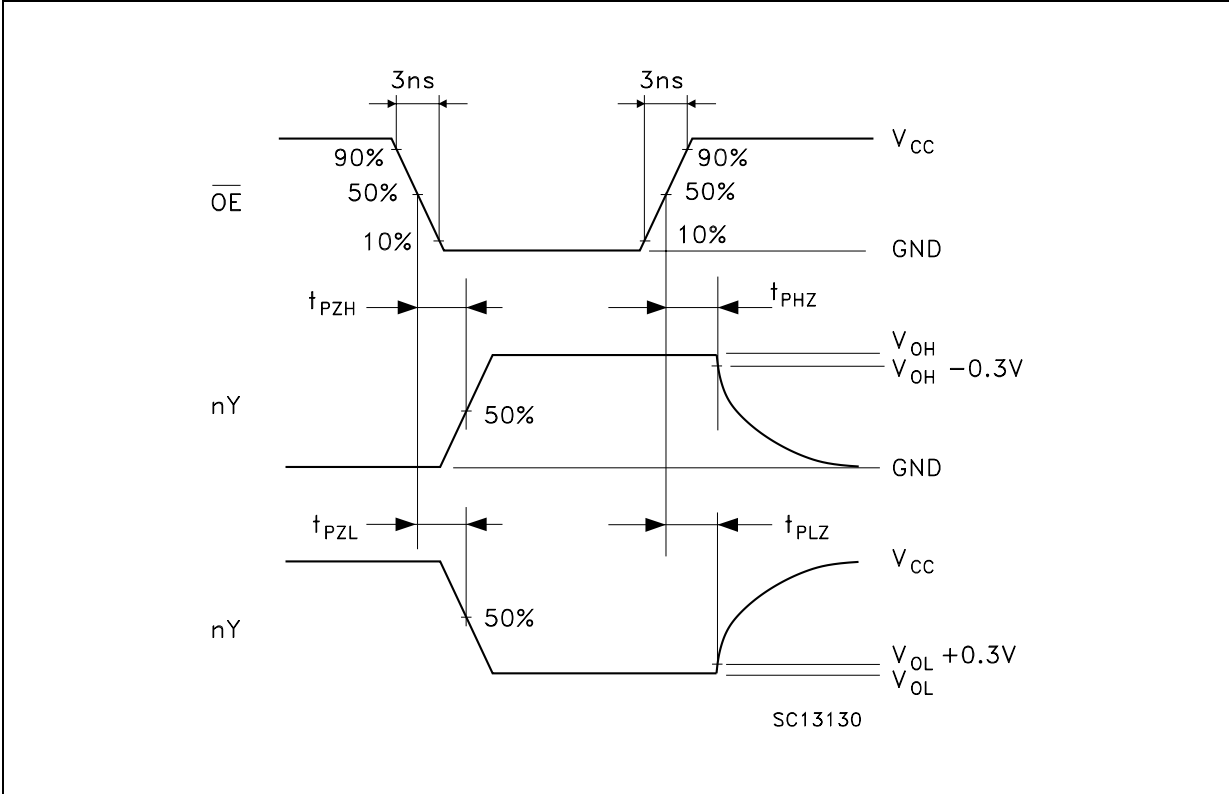 3ns 3ns
V_CC
90% 90%
50% 50%
O̅E̅
10% 10%
GND
t_PZH t_PHZ
V_OH
V_OH −0.3V
nY
50%
GND
t_PZL t_PLZ
V_CC
50%
nY
V_OL +0.3V
V_OL
SC13130